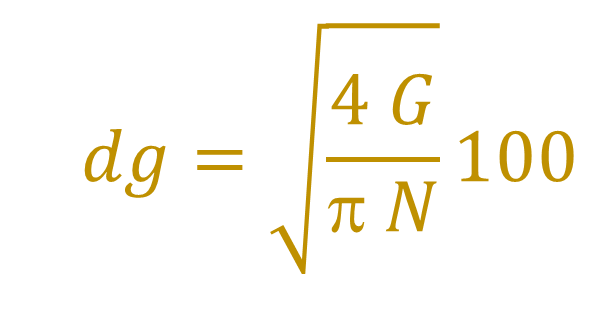 dg = √(4 G / π N) 100